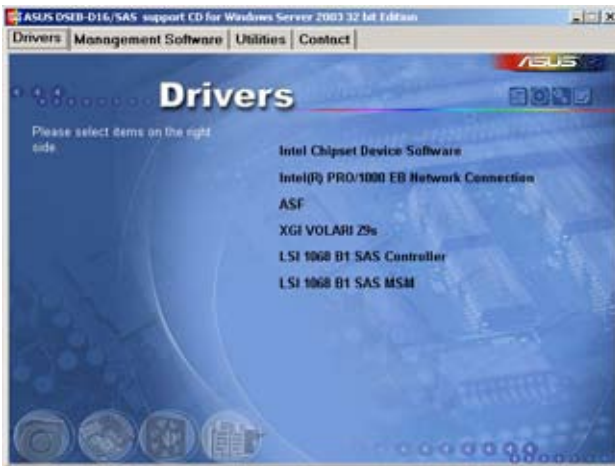 ASUS DSEB-D16/SAS support CD for Windows Server 2003 32 bit Edition
Drivers Management Software Utilities Contact
ASUS
Drivers
Please select items on the right side.
Intel Chipset Device Software
Intel(R) PRO/1000 EB Network Connection
ASF
XGI VOLARI Z9s
LSI 1068 B1 SAS Controller
LSI 1068 B1 SAS MSM